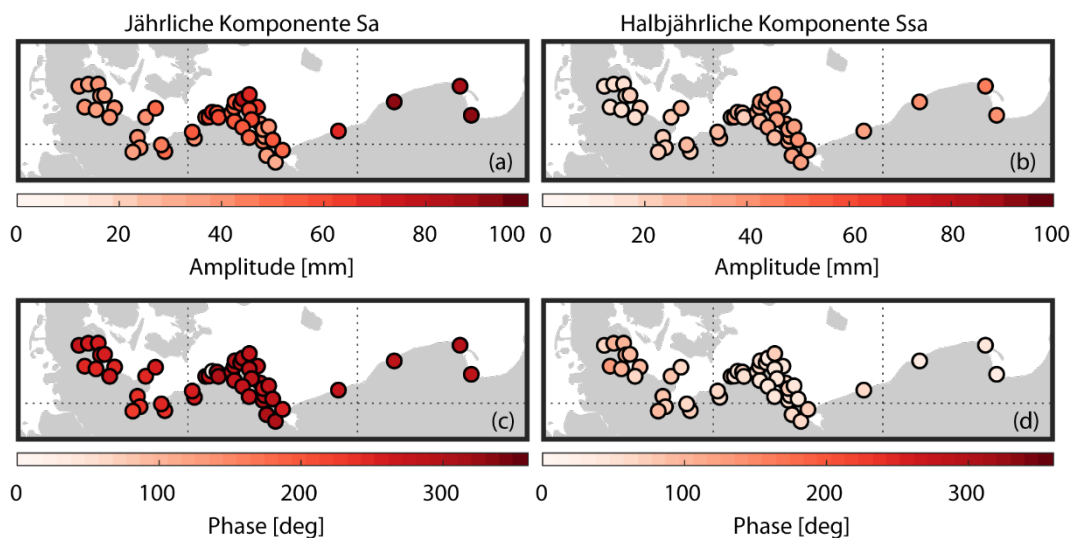 Jährliche Komponente Sa
Halbjährliche Komponente Ssa
(a)
(b)
0 20 40 60 80 100
0 20 40 60 80 100
Amplitude [mm]
Amplitude [mm]
(c)
(d)
0 100 200 300
0 100 200 300
Phase [deg]
Phase [deg]